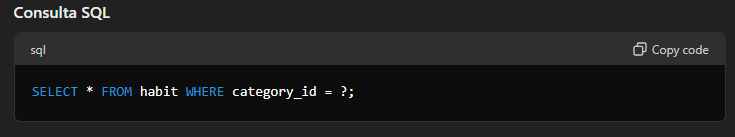 Consulta SQL
sql Copy code
SELECT * FROM habit WHERE category_id = ?;